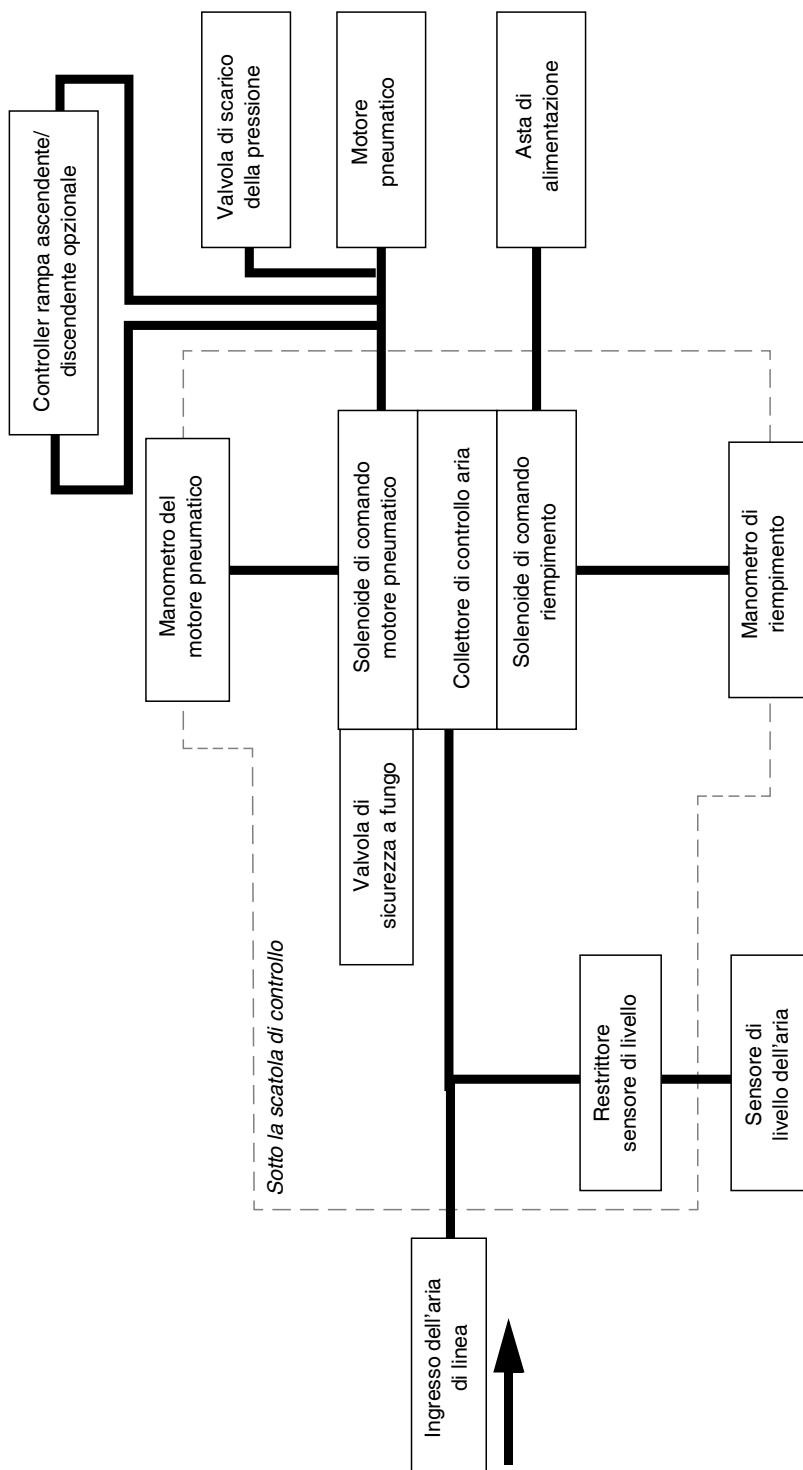 Controller rampa ascendente/
discendente opzionale
Manometro del
motore pneumatico
Valvola di scarico
della pressione
Sotto la scatola di controllo
Valvola di
sicurezza a fungo
Solenoide di comando
motore pneumatico
Motore
pneumatico
Ingresso dell'aria
di linea
Collettore di controllo aria
Solenoide di comando
riempimento
Asta di
alimentazione
Restrittore
sensore di livello
Sensore di
livello dell'aria
Manometro di
riempimento